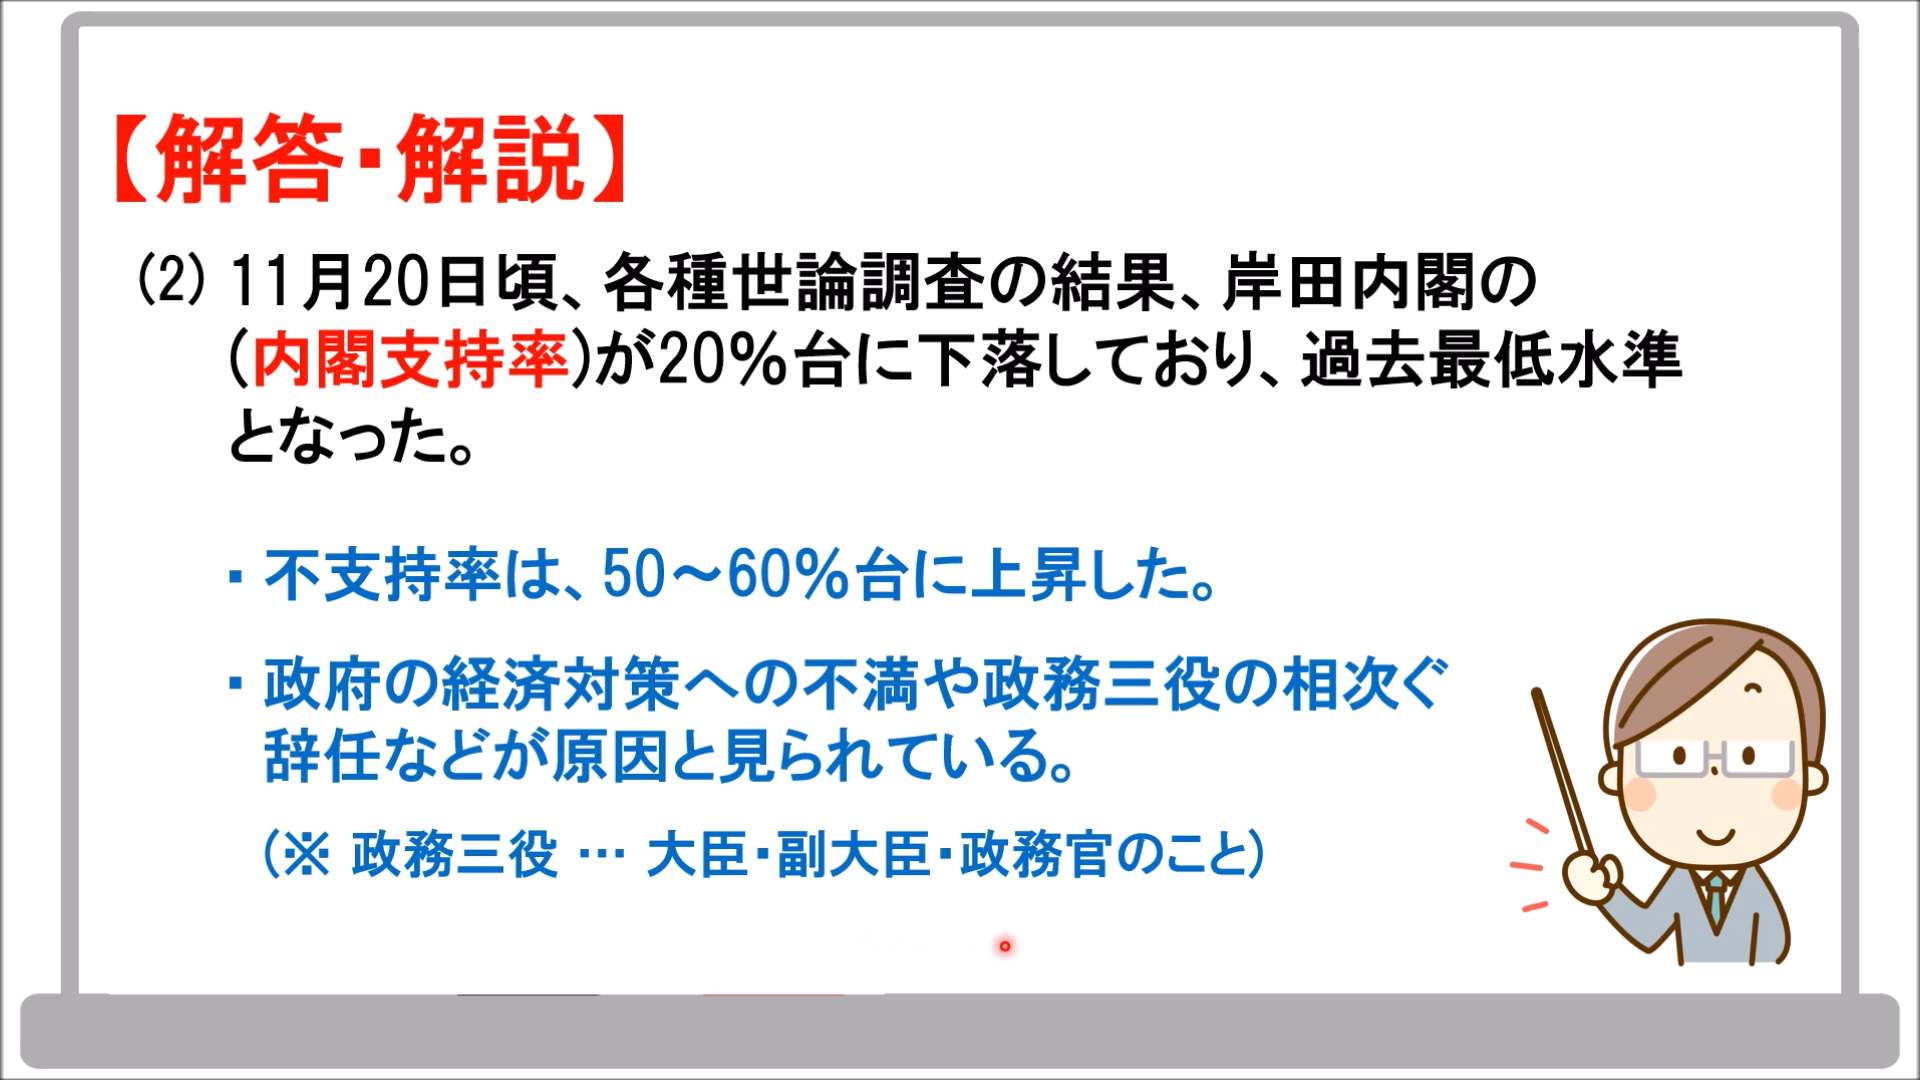 【解答・解説】
(2) 11月20日頃、各種世論調査の結果、岸田内閣の
(内閣支持率)が20％台に下落しており、過去最低水準
となった。
・不支持率は、50～60％台に上昇した。
・政府の経済対策への不満や政務三役の相次ぐ
辞任などが原因と見られている。
(※ 政務三役 … 大臣・副大臣・政務官のこと)